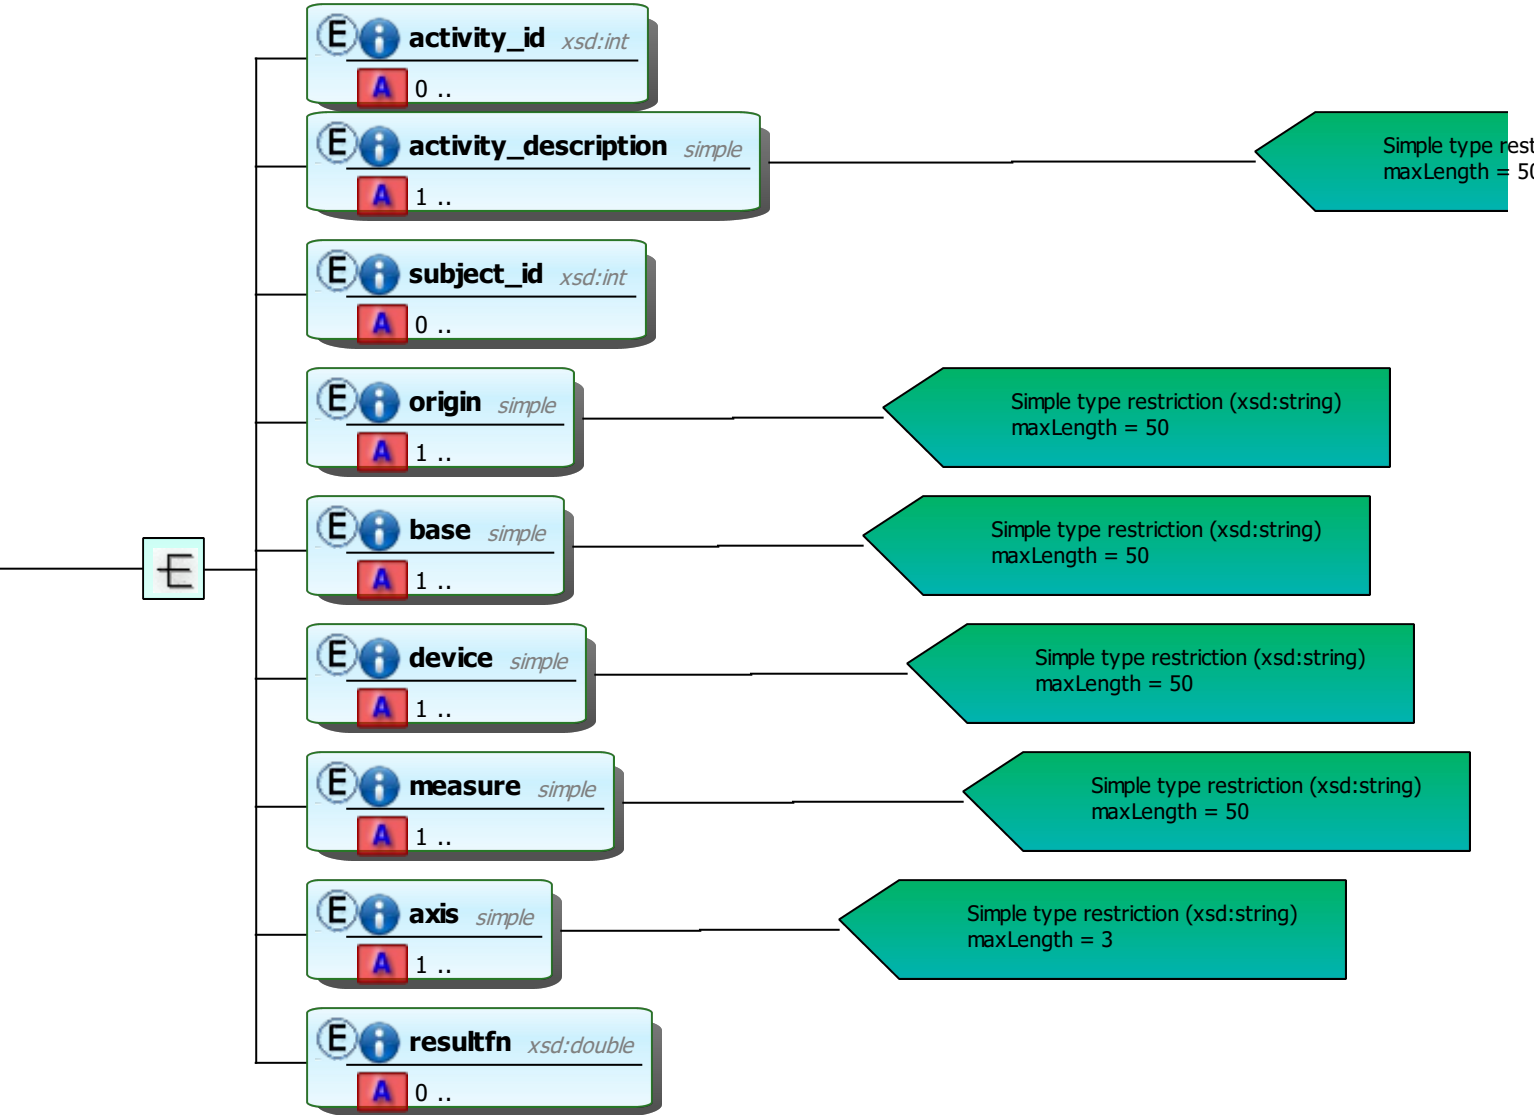 E i activity_id xsd:int
A 0 ..
E i activity_description simple
A 1 ..
Simple type rest
maxLength = 50
E i subject_id xsd:int
A 0 ..
E i origin simple
A 1 ..
Simple type restriction (xsd:string)
maxLength = 50
E i base simple
A 1 ..
Simple type restriction (xsd:string)
maxLength = 50
E i device simple
A 1 ..
Simple type restriction (xsd:string)
maxLength = 50
E i measure simple
A 1 ..
Simple type restriction (xsd:string)
maxLength = 50
E i axis simple
A 1 ..
Simple type restriction (xsd:string)
maxLength = 3
E i resultfn xsd:double
A 0 ..